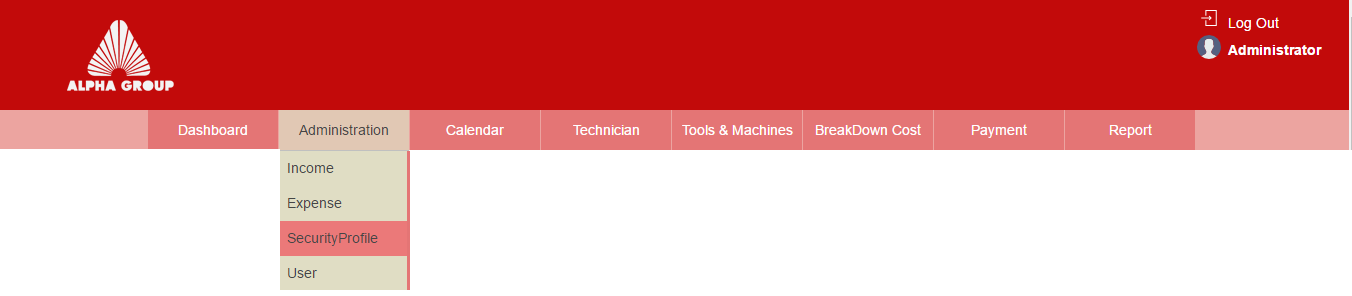 Log Out
Administrator
ALPHA GROUP
Dashboard Administration Calendar Technician Tools & Machines BreakDown Cost Payment Report
Income
Expense
SecurityProfile
User